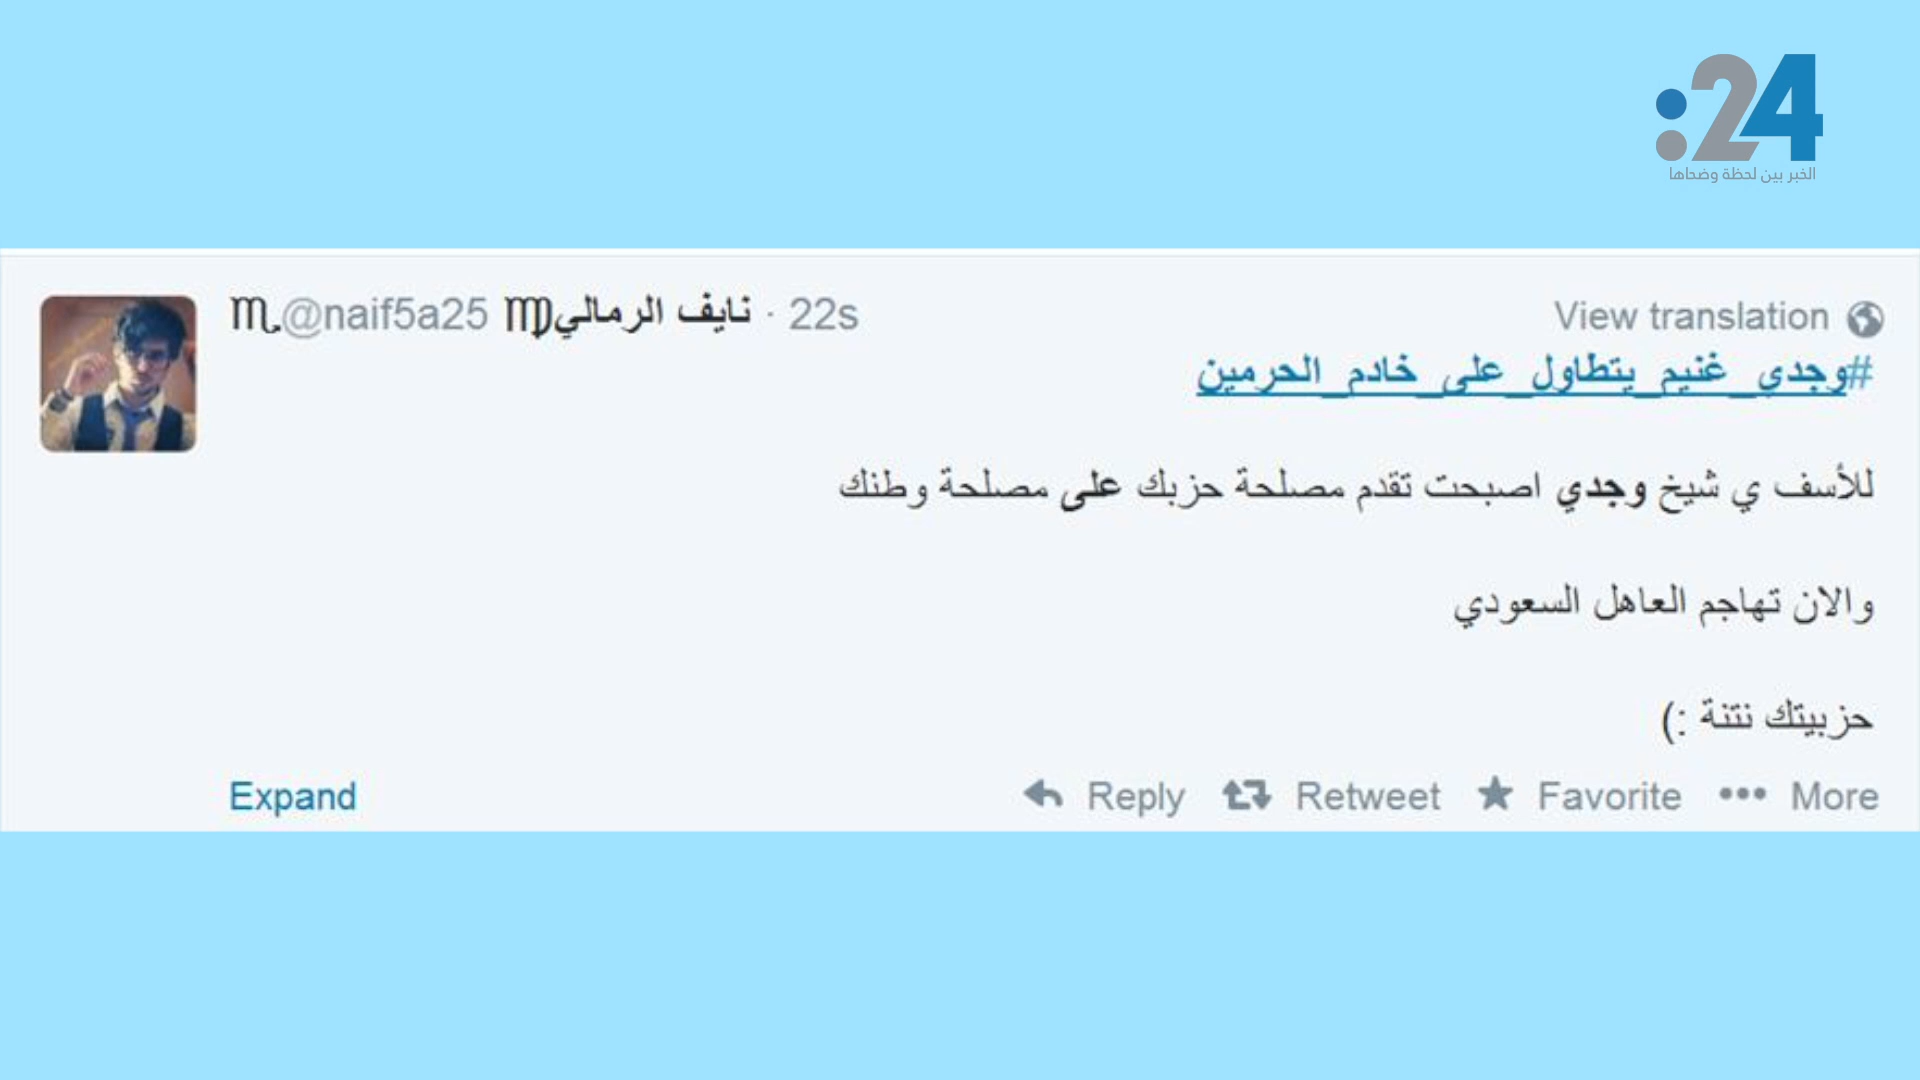 :24
الخبر بين لحظة وضحاها
♏.@naif5a25 ♍نايف الرمالي · 22s
View translation
#وجدي_غنيم_يتطاول_على_خادم_الحرمين
للأسف ي شيخ وجدي اصبحت تقدم مصلحة حزبك على مصلحة وطنك
والان تهاجم العاهل السعودي
حزبيتك نتنة :)
Expand
Reply Retweet Favorite More